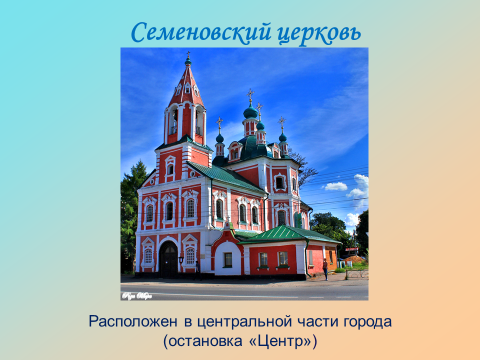 Семеновский церковь
Расположен в центральной части города
(остановка «Центр»)